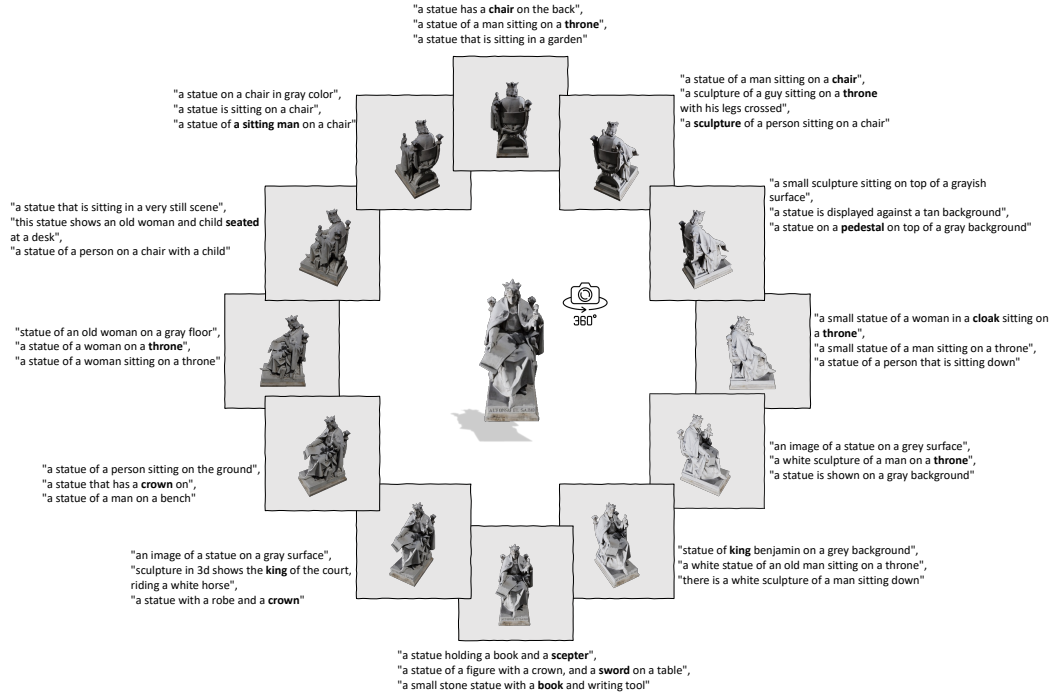 "a statue has a chair on the back",
"a statue of a man sitting on a throne",
"a statue that is sitting in a garden"
"a statue on a chair in gray color",
"a statue is sitting on a chair",
"a statue of a sitting man on a chair"
"a statue of a man sitting on a chair",
"a sculpture of a guy sitting on a throne
with his legs crossed",
"a sculpture of a person sitting on a chair"
"a statue that is sitting in a very still scene",
"this statue shows an old woman and child seated
at a desk",
"a statue of a person on a chair with a child"
"a small sculpture sitting on top of a grayish
surface",
"a statue is displayed against a tan background",
"a statue on a pedestal on top of a gray background"
360°
"statue of an old woman on a gray floor",
"a statue of a woman on a throne",
"a statue of a woman sitting on a throne"
"a small statue of a woman in a cloak sitting on
a throne",
"a small statue of a man sitting on a throne",
"a statue of a person that is sitting down"
"a statue of a person sitting on the ground",
"a statue that has a crown on",
"a statue of a man on a bench"
"an image of a statue on a grey surface",
"a white sculpture of a man on a throne",
"a statue is shown on a gray background"
"an image of a statue on a gray surface",
"sculpture in 3d shows the king of the court,
riding a white horse",
"a statue with a robe and a crown"
"statue of king benjamin on a grey background",
"a white statue of an old man sitting on a throne",
"there is a white sculpture of a man sitting down"
"a statue holding a book and a scepter",
"a statue of a figure with a crown, and a sword on a table",
"a small stone statue with a book and writing tool"